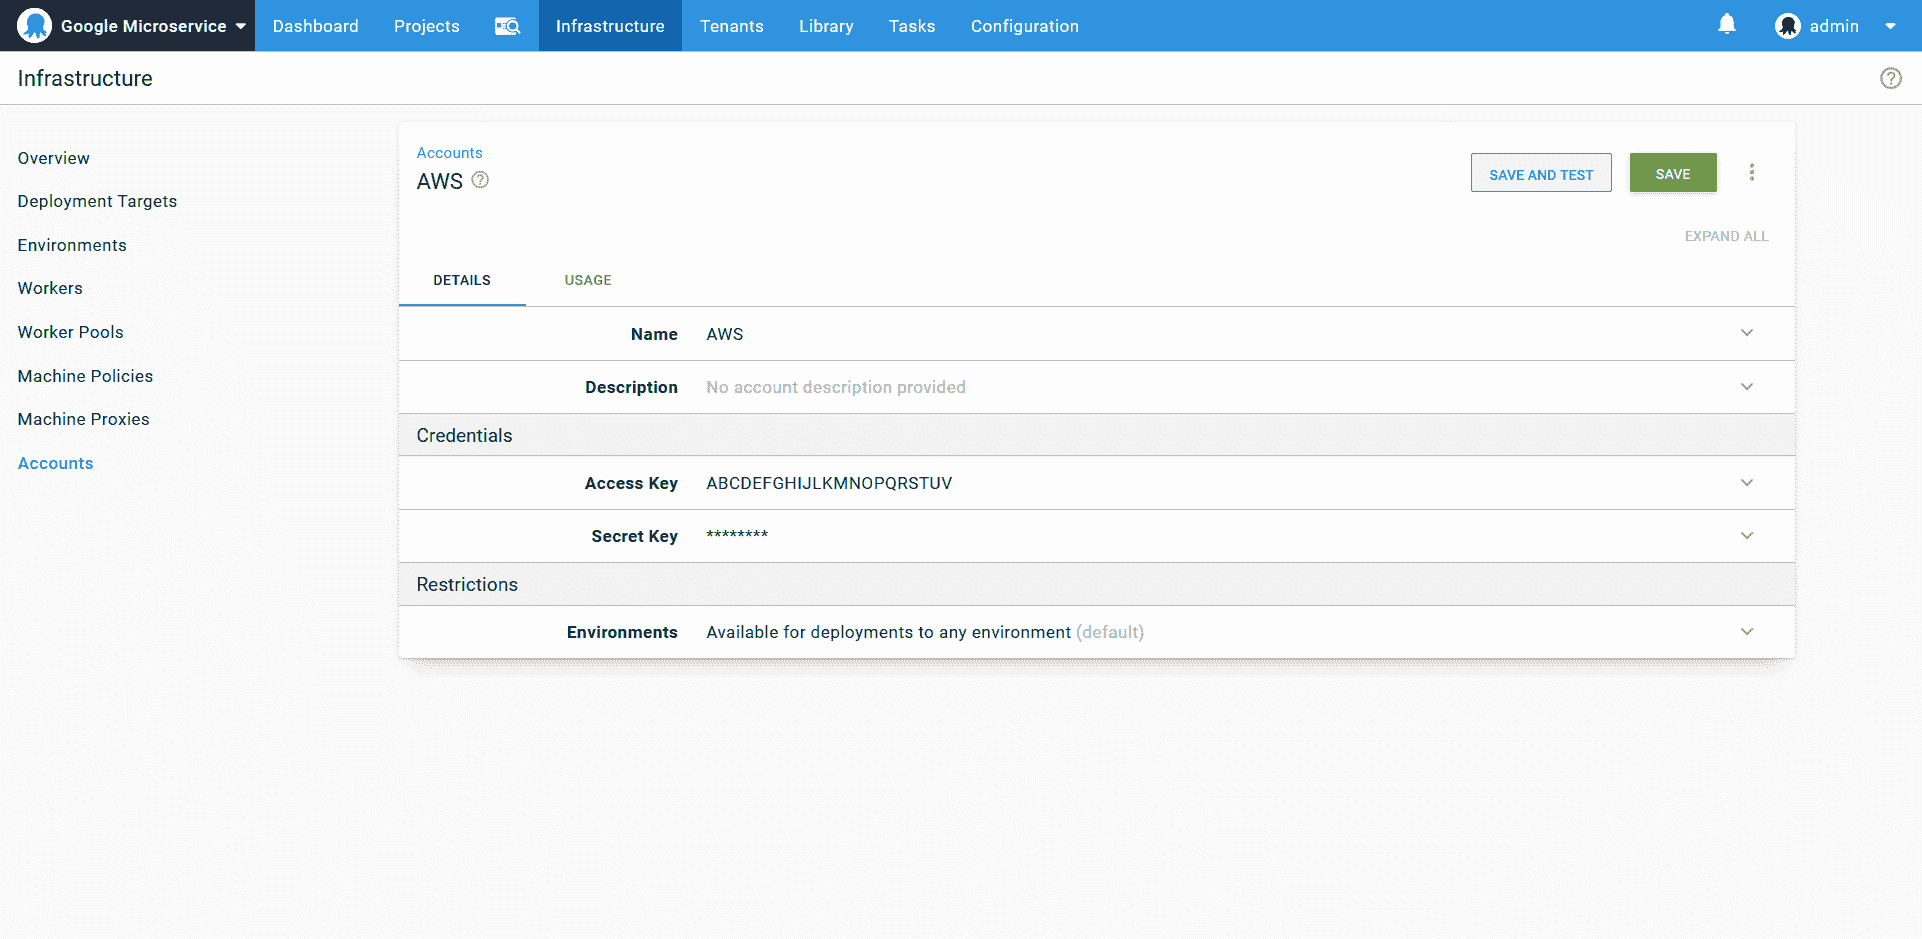 Google Microservice Dashboard Projects Infrastructure Tenants Library Tasks Configuration admin
Infrastructure
Overview
Deployment Targets
Environments
Workers
Worker Pools
Machine Policies
Machine Proxies
Accounts
Accounts
AWS
SAVE AND TEST SAVE
EXPAND ALL
DETAILS USAGE
Name AWS
Description No account description provided
Credentials
Access Key ABCDEFGHIJLKMNOPQRSTUV
Secret Key ********
Restrictions
Environments Available for deployments to any environment (default)